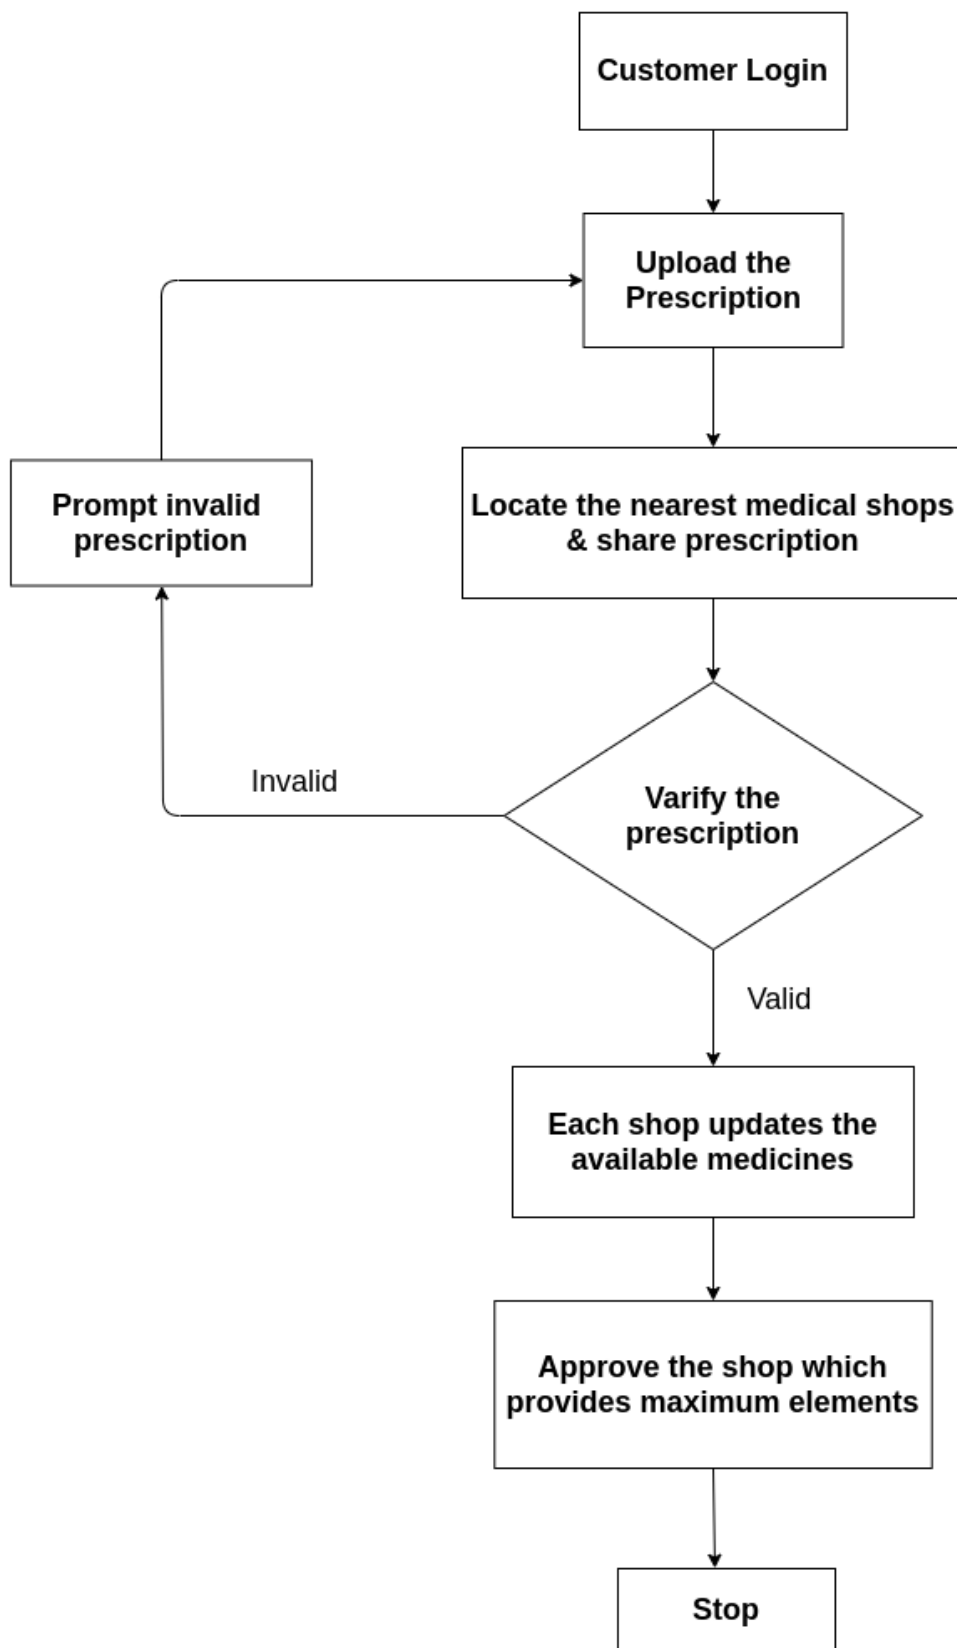 Customer Login
Upload the
Prescription
Prompt invalid
prescription
Locate the nearest medical shops
& share prescription
Invalid
Varify the
prescription
Valid
Each shop updates the
available medicines
Approve the shop which
provides maximum elements
Stop